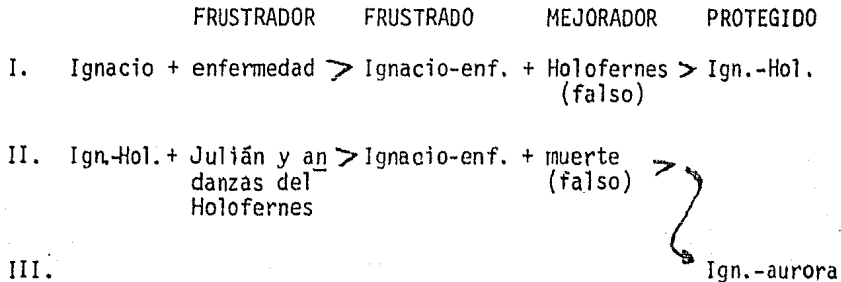 FRUSTRADOR FRUSTRADO MEJORADOR PROTEGIDO
I. Ignacio + enfermedad > Ignacio-enf. + Holofernes > Ign.-Hol.
(falso)
II. Ign.-Hol. + Julián y an > Ignacio-enf. + muerte >
danzas del (falso)
Holofernes
III. Ign.-aurora